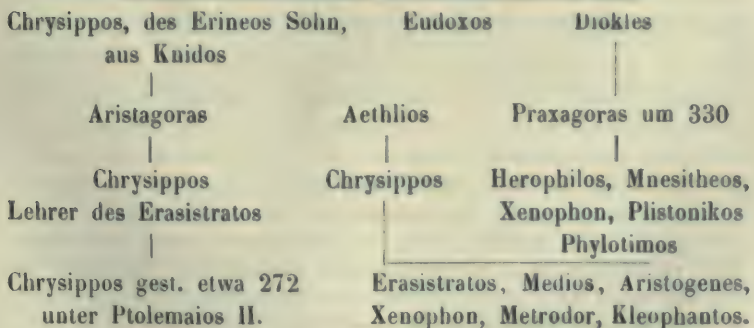 Chrysippos, des Erineos Sohn, Eudoxos Diokles
aus Knidos
Aristagoras Aethlios Praxagoras um 330
Chrysippos Chrysippos Herophilos, Mnesitheos,
Lehrer des Erasistratos Xenophon, Plistonikos
Phylotimos
Chrysippos gest. etwa 272 Erasistratos, Medios, Aristogenes,
unter Ptolemaios II. Xenophon, Metrodor, Kleophantos.